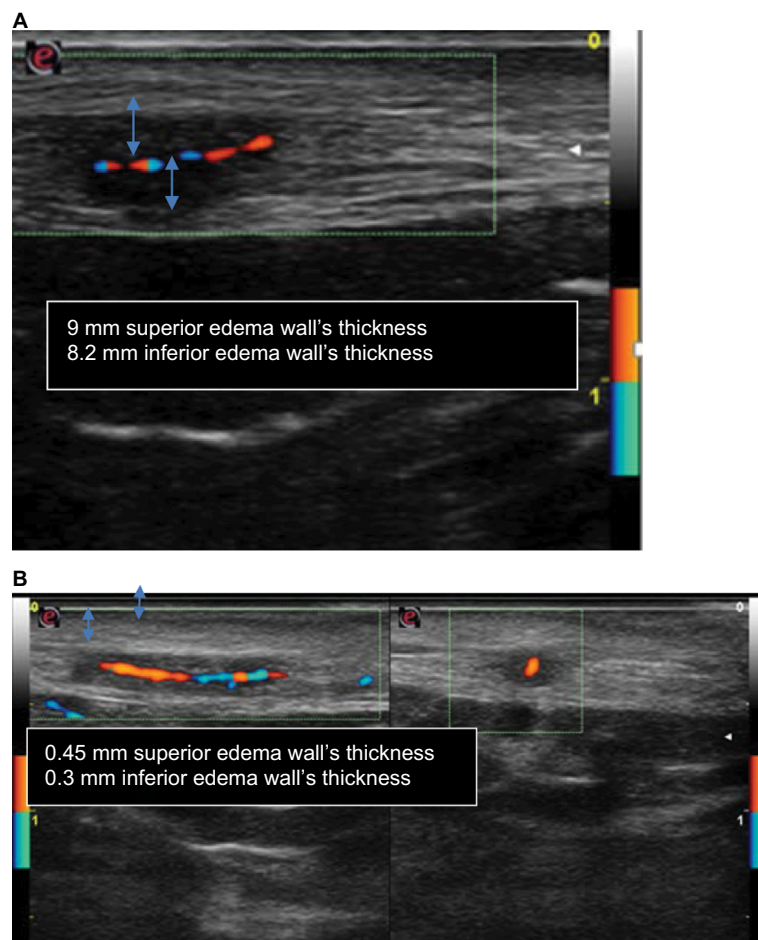 A
e
0
9 mm superior edema wall's thickness
8.2 mm inferior edema wall's thickness
1
B
0
e
e
0
0.45 mm superior edema wall's thickness
0.3 mm inferior edema wall's thickness
1
1